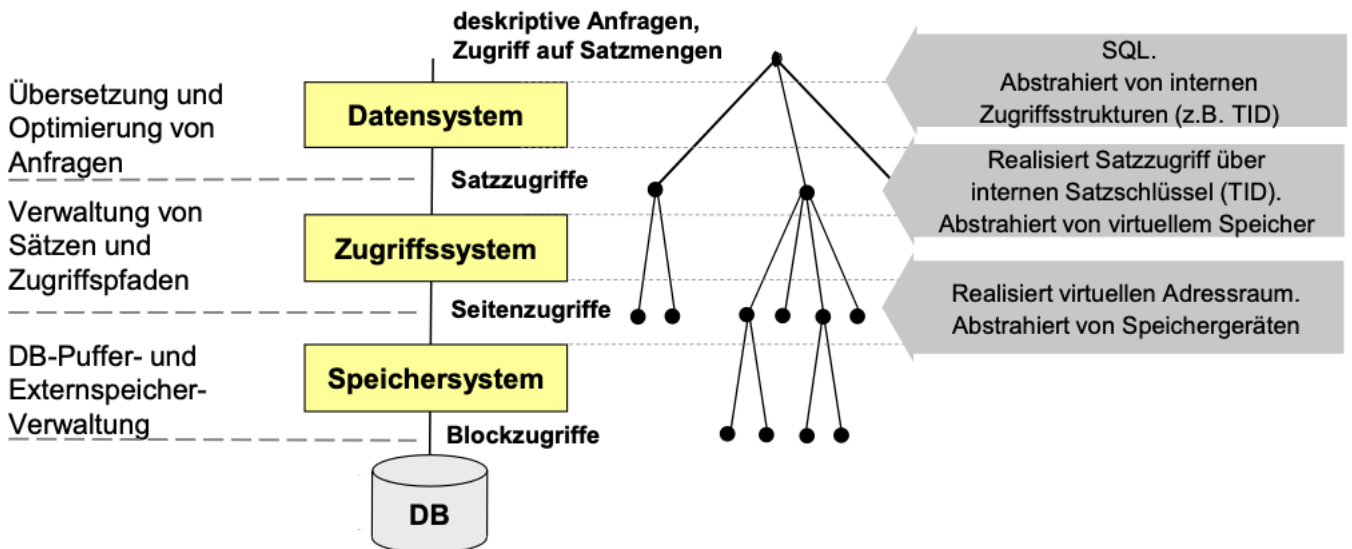 deskriptive Anfragen,
Zugriff auf Satzmengen
Übersetzung und
Optimierung von
Anfragen
Datensystem
SQL.
Abstrahiert von internen
Zugriffsstrukturen (z.B. TID)
Satzzugriffe
Verwaltung von
Sätzen und
Zugriffspfaden
Zugriffssystem
Realisiert Satzzugriff über
internen Satzschlüssel (TID).
Abstrahiert von virtuellem Speicher
Seitenzugriffe
Realisiert virtuellen Adressraum.
Abstrahiert von Speichergeräten
DB-Puffer- und
Externspeicher-
Verwaltung
Speichersystem
Blockzugriffe
DB